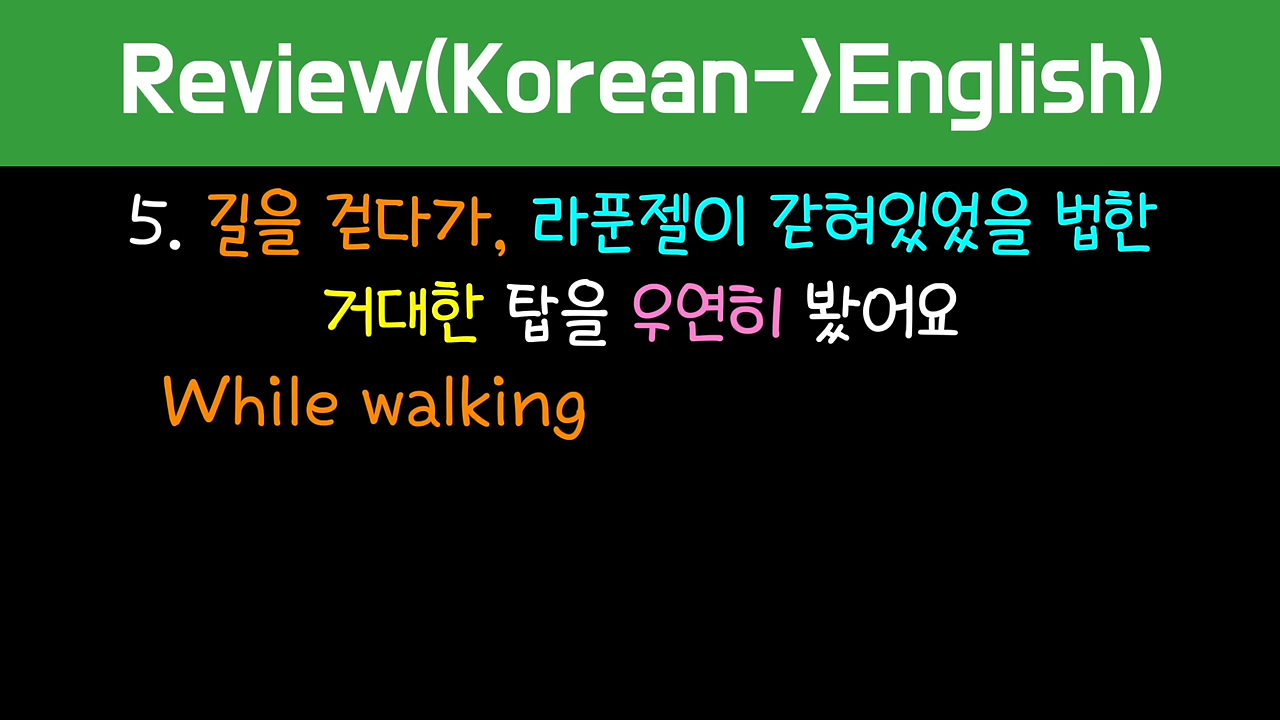 Review(Korean->English)
5. 길을 걷다가, 라푼젤이 갇혀있었을 법한
거대한 탑을 우연히 봤어요
While walking